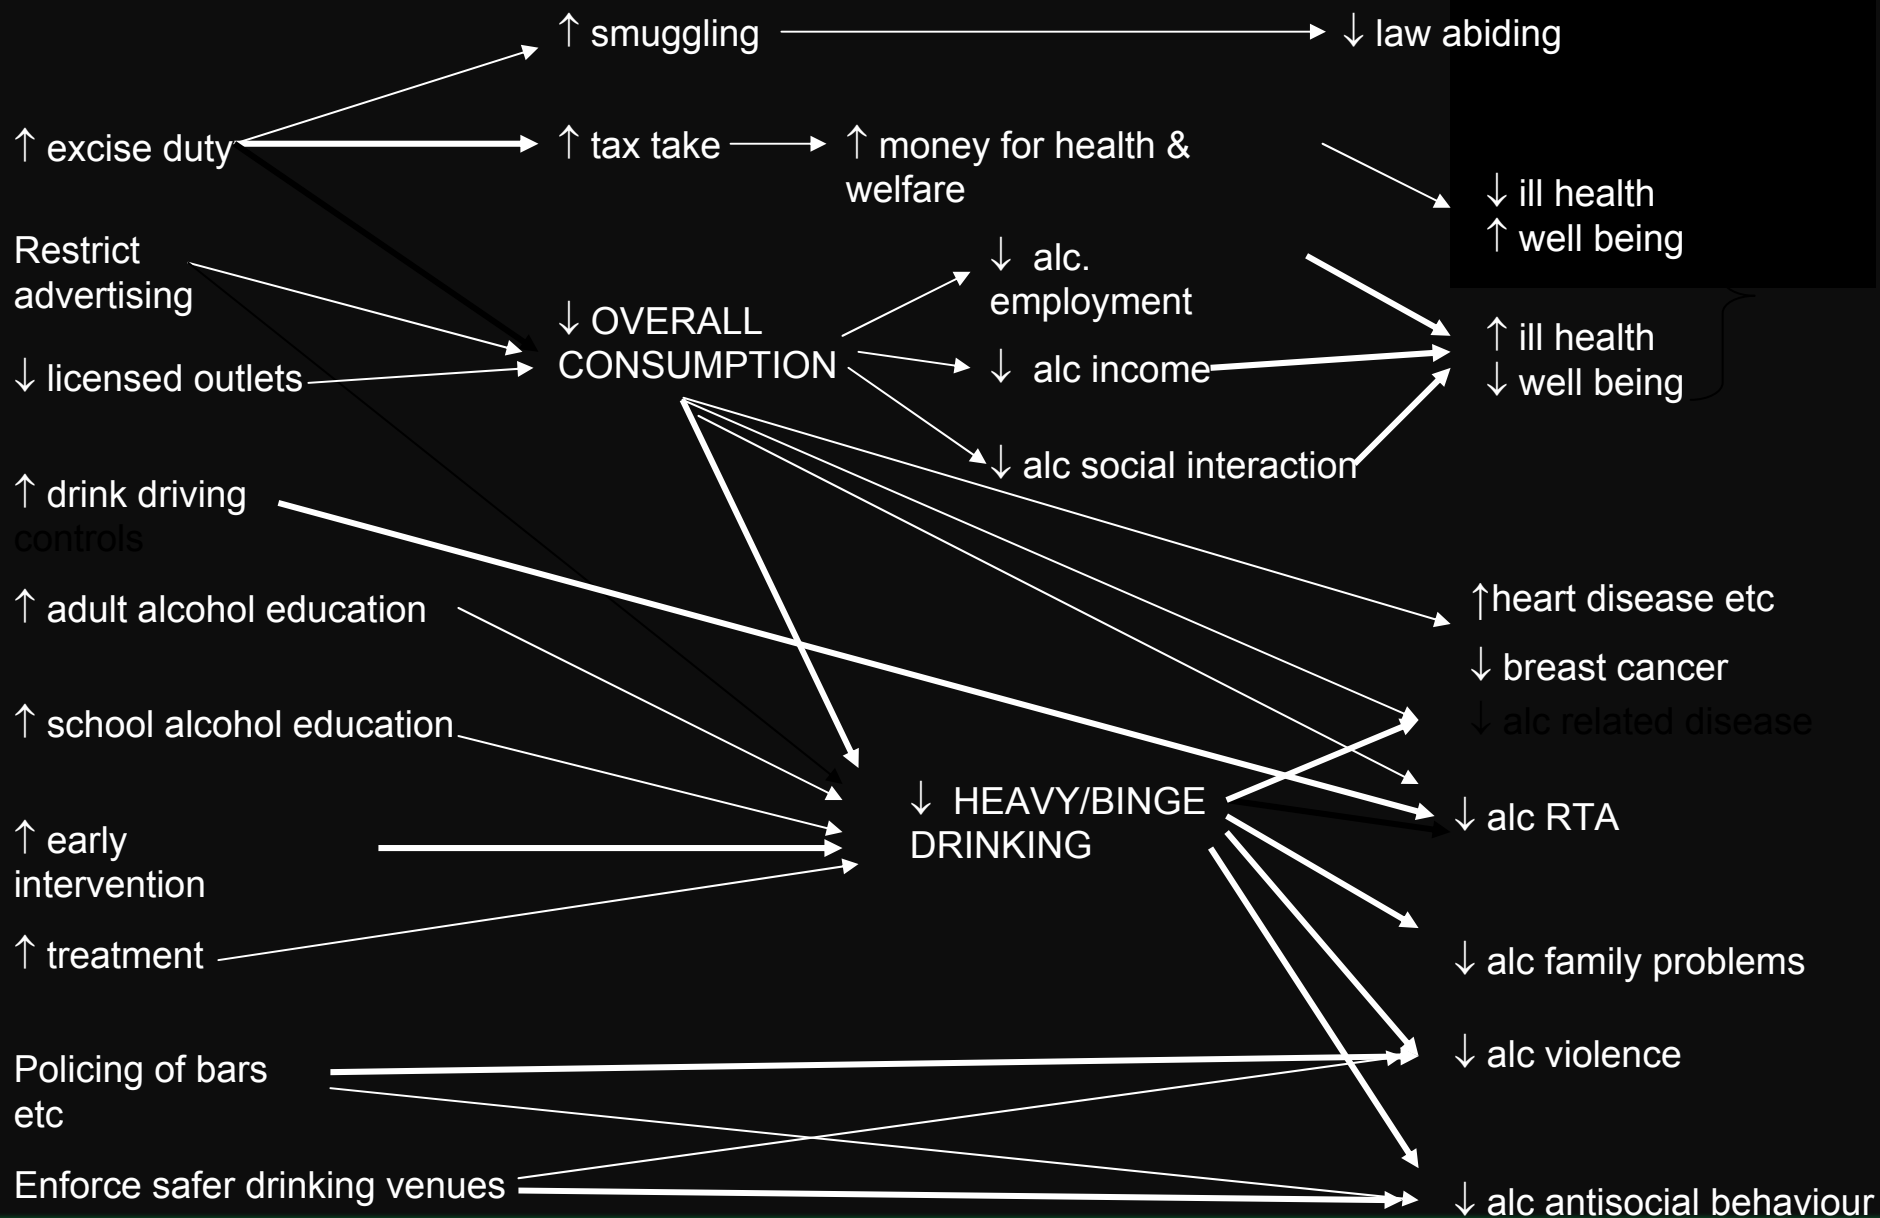 ↑ smuggling
↓ law abiding
↑ excise duty
↑ tax take
↑ money for health &
welfare
↓ ill health
↑ well being
Restrict
advertising
↓ alc.
employment
↓ OVERALL
CONSUMPTION
↑ ill health
↓ well being
↓ licensed outlets
↓ alc income
↓ alc social interaction
↑ drink driving
controls
↑ adult alcohol education
↑heart disease etc
↓ breast cancer
↓ alc related disease
↑ school alcohol education
↓ HEAVY/BINGE
DRINKING
↓ alc RTA
↑ early
intervention
↑ treatment
↓ alc family problems
Policing of bars
etc
↓ alc violence
Enforce safer drinking venues
↓ alc antisocial behaviour